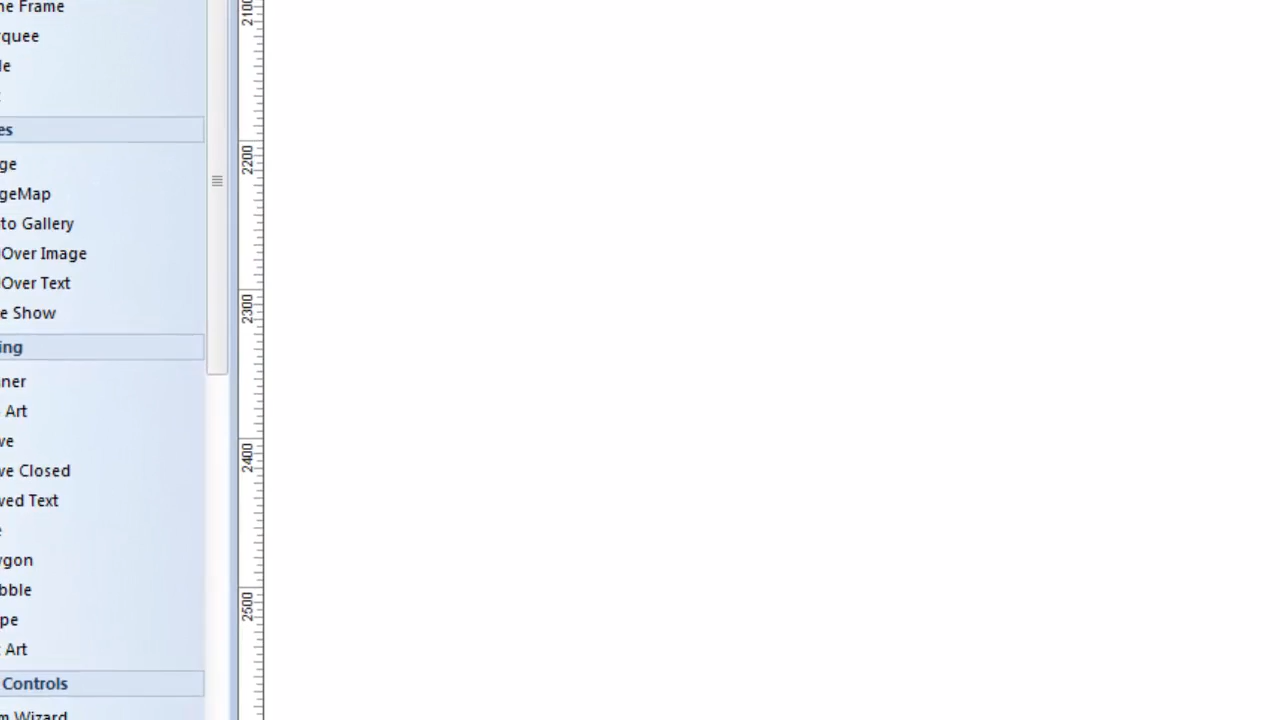 ne Frame
rquee
le
es
ge
geMap
to Gallery
Over Image
Over Text
e Show
ing
ner
Art
ve
ve Closed
ved Text
e
ygon
bble
pe
Art
Controls
m Wizard
2100
2200
2300
2400
2500